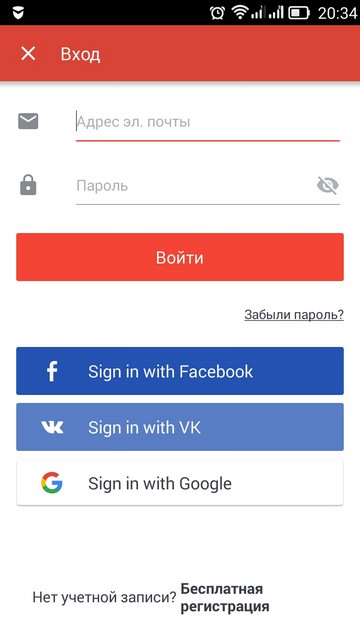 20:34
Вход
Адрес эл. почты
Пароль
Войти
Забыли пароль?
Sign in with Facebook
Sign in with VK
Sign in with Google
Нет учетной записи? Бесплатная
регистрация